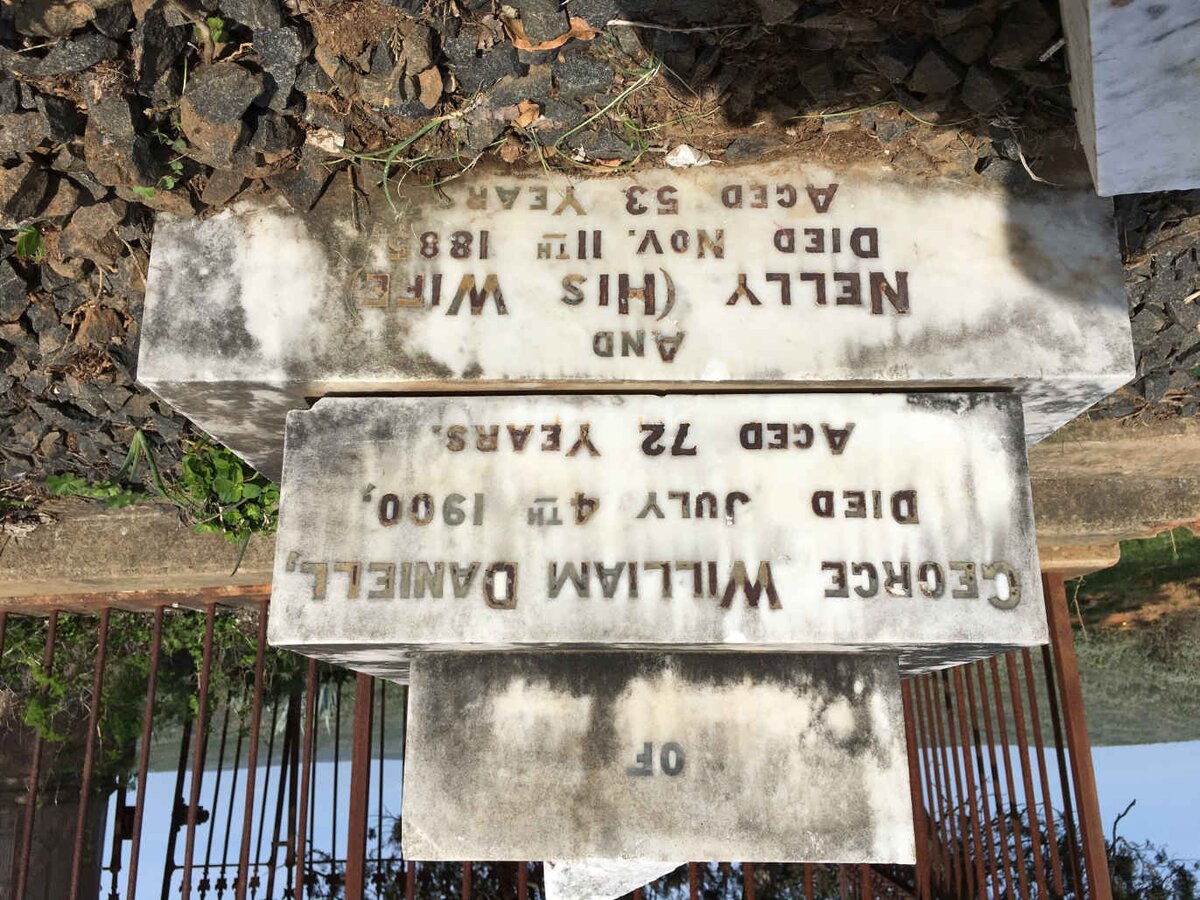 OF
GEORGE WILLIAM DANIELL,
DIED JULY 4TH 1900,
AGED 72 YEARS.
AND
NELLY (HIS WIFE)
DIED NOV. 11TH 1885
AGED 53 YEARS